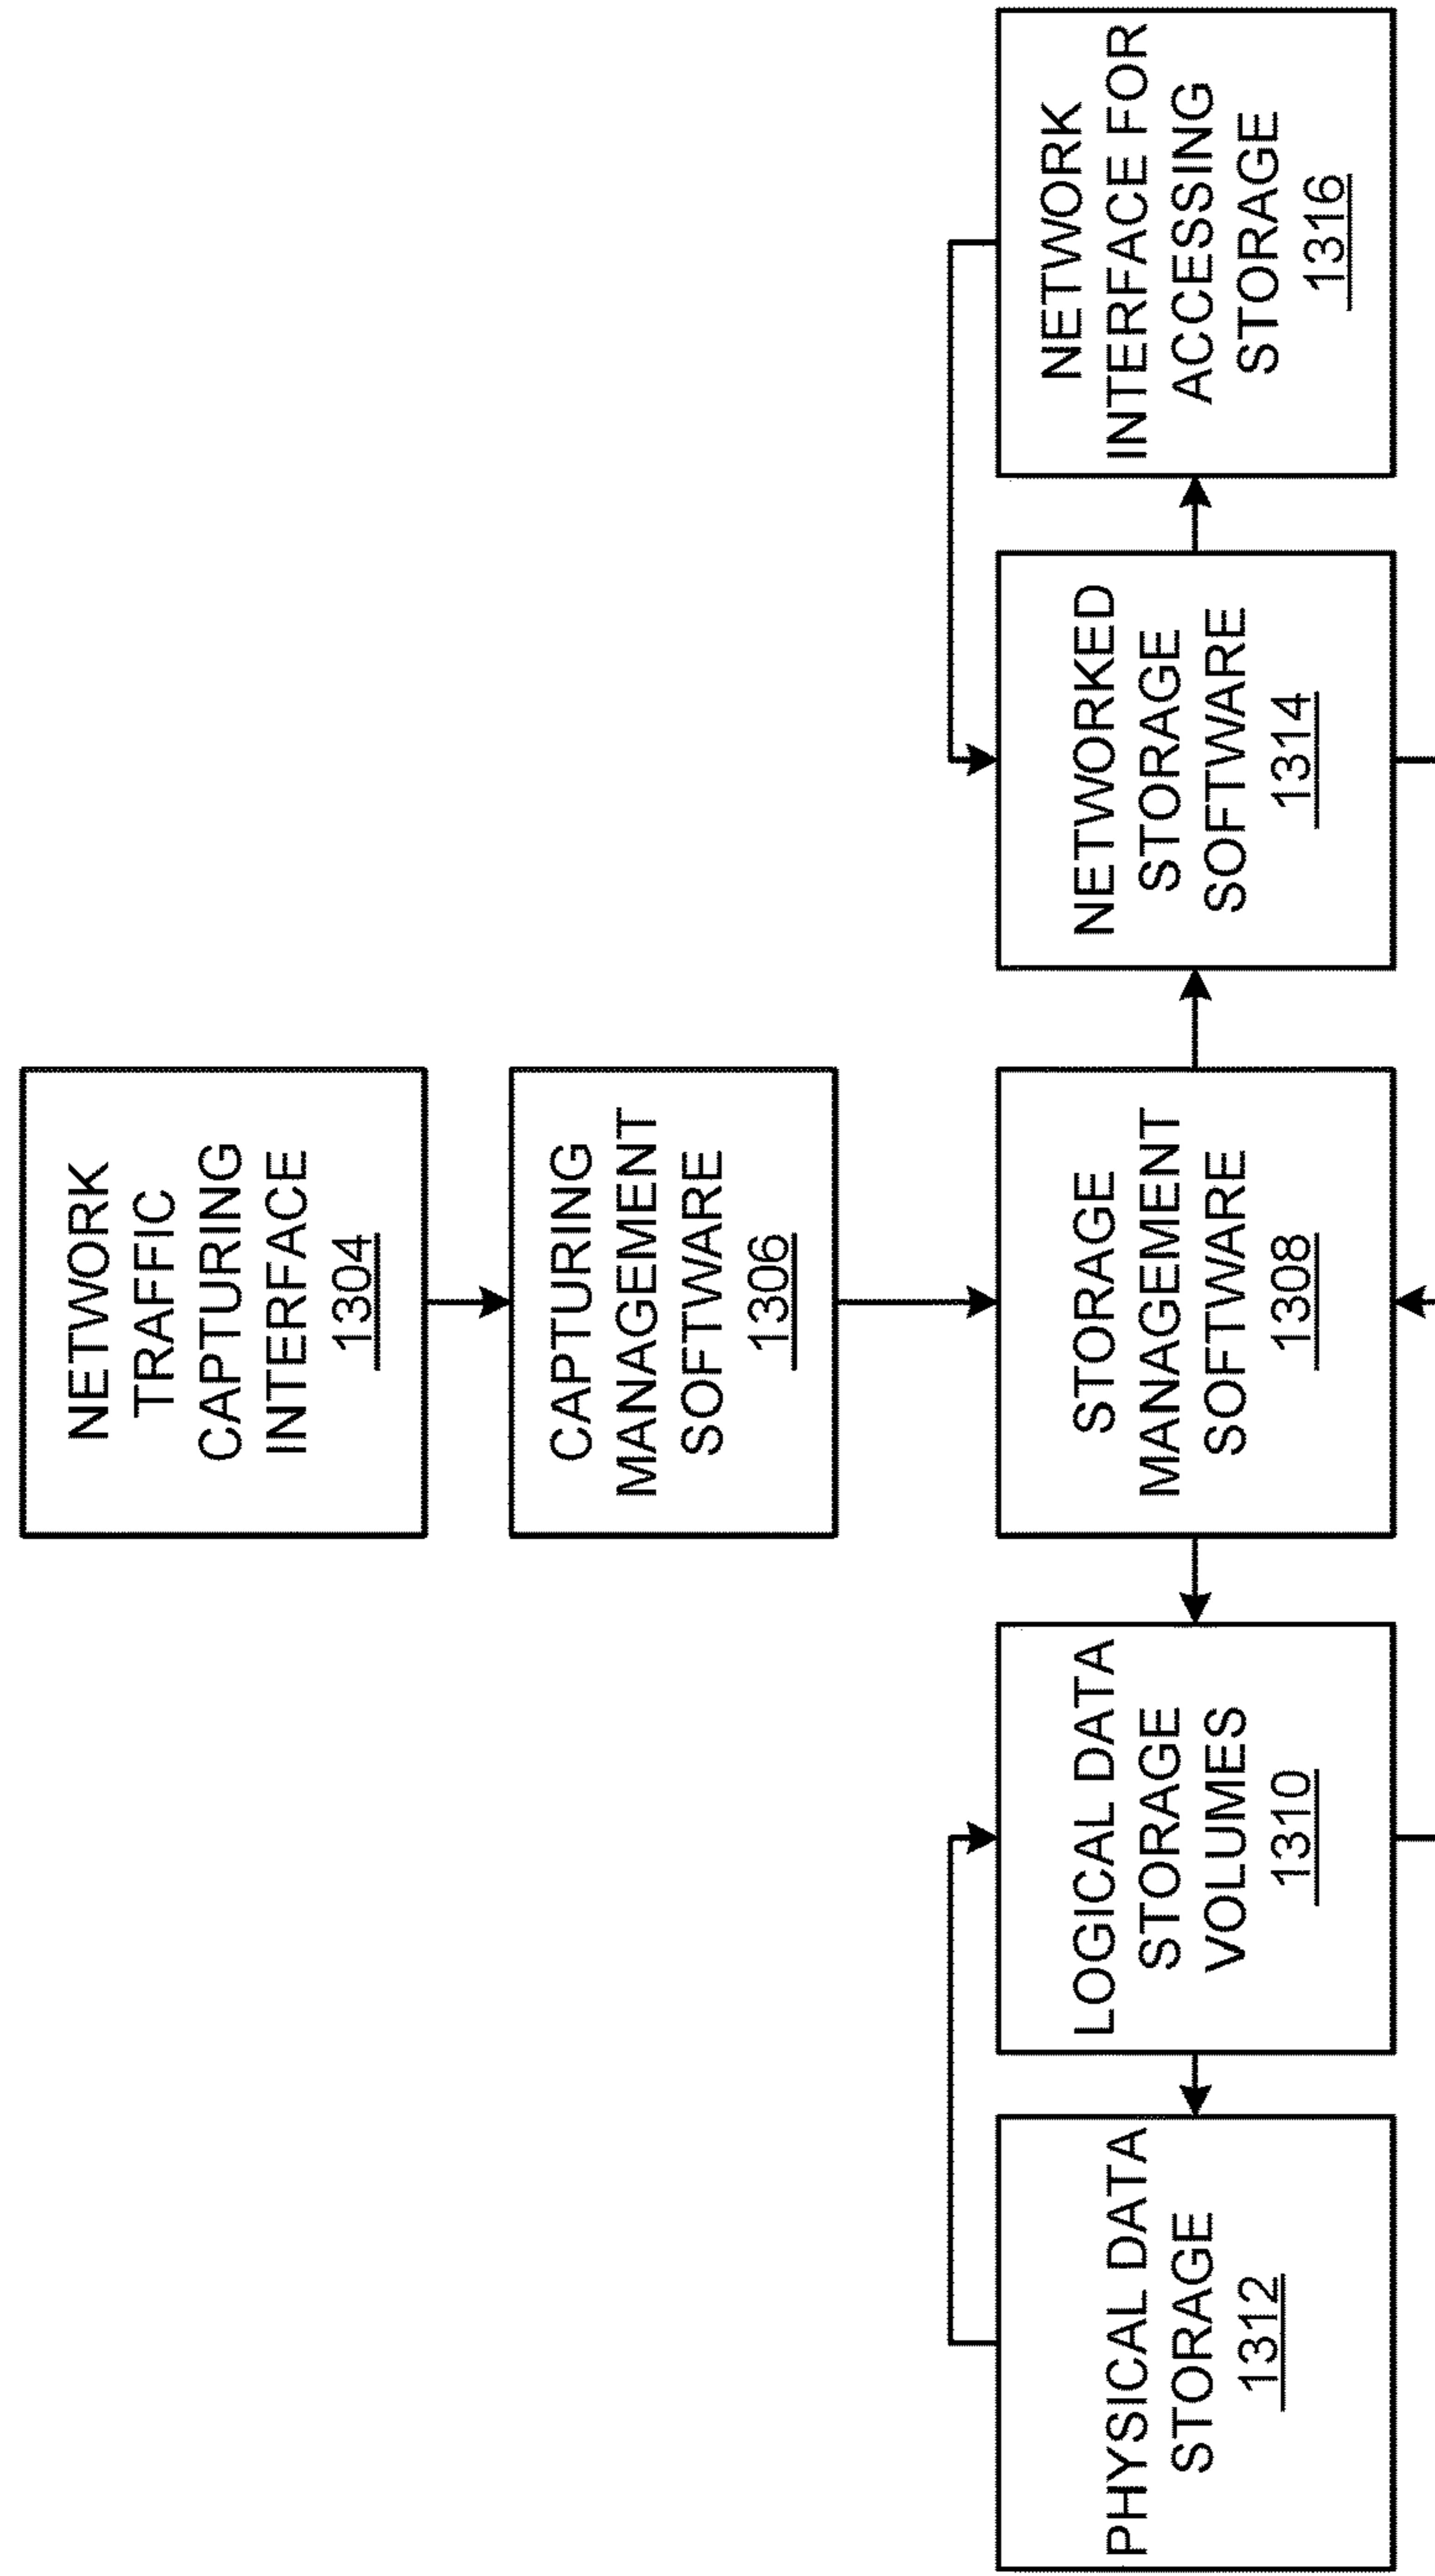 NETWORK
TRAFFIC
CAPTURING
INTERFACE
1304
CAPTURING
MANAGEMENT
SOFTWARE
1306
PHYSICAL DATA
STORAGE
1312
LOGICAL DATA
STORAGE
VOLUMES
1310
STORAGE
MANAGEMENT
SOFTWARE
1308
NETWORKED
STORAGE
SOFTWARE
1314
NETWORK
INTERFACE FOR
ACCESSING
STORAGE
1316